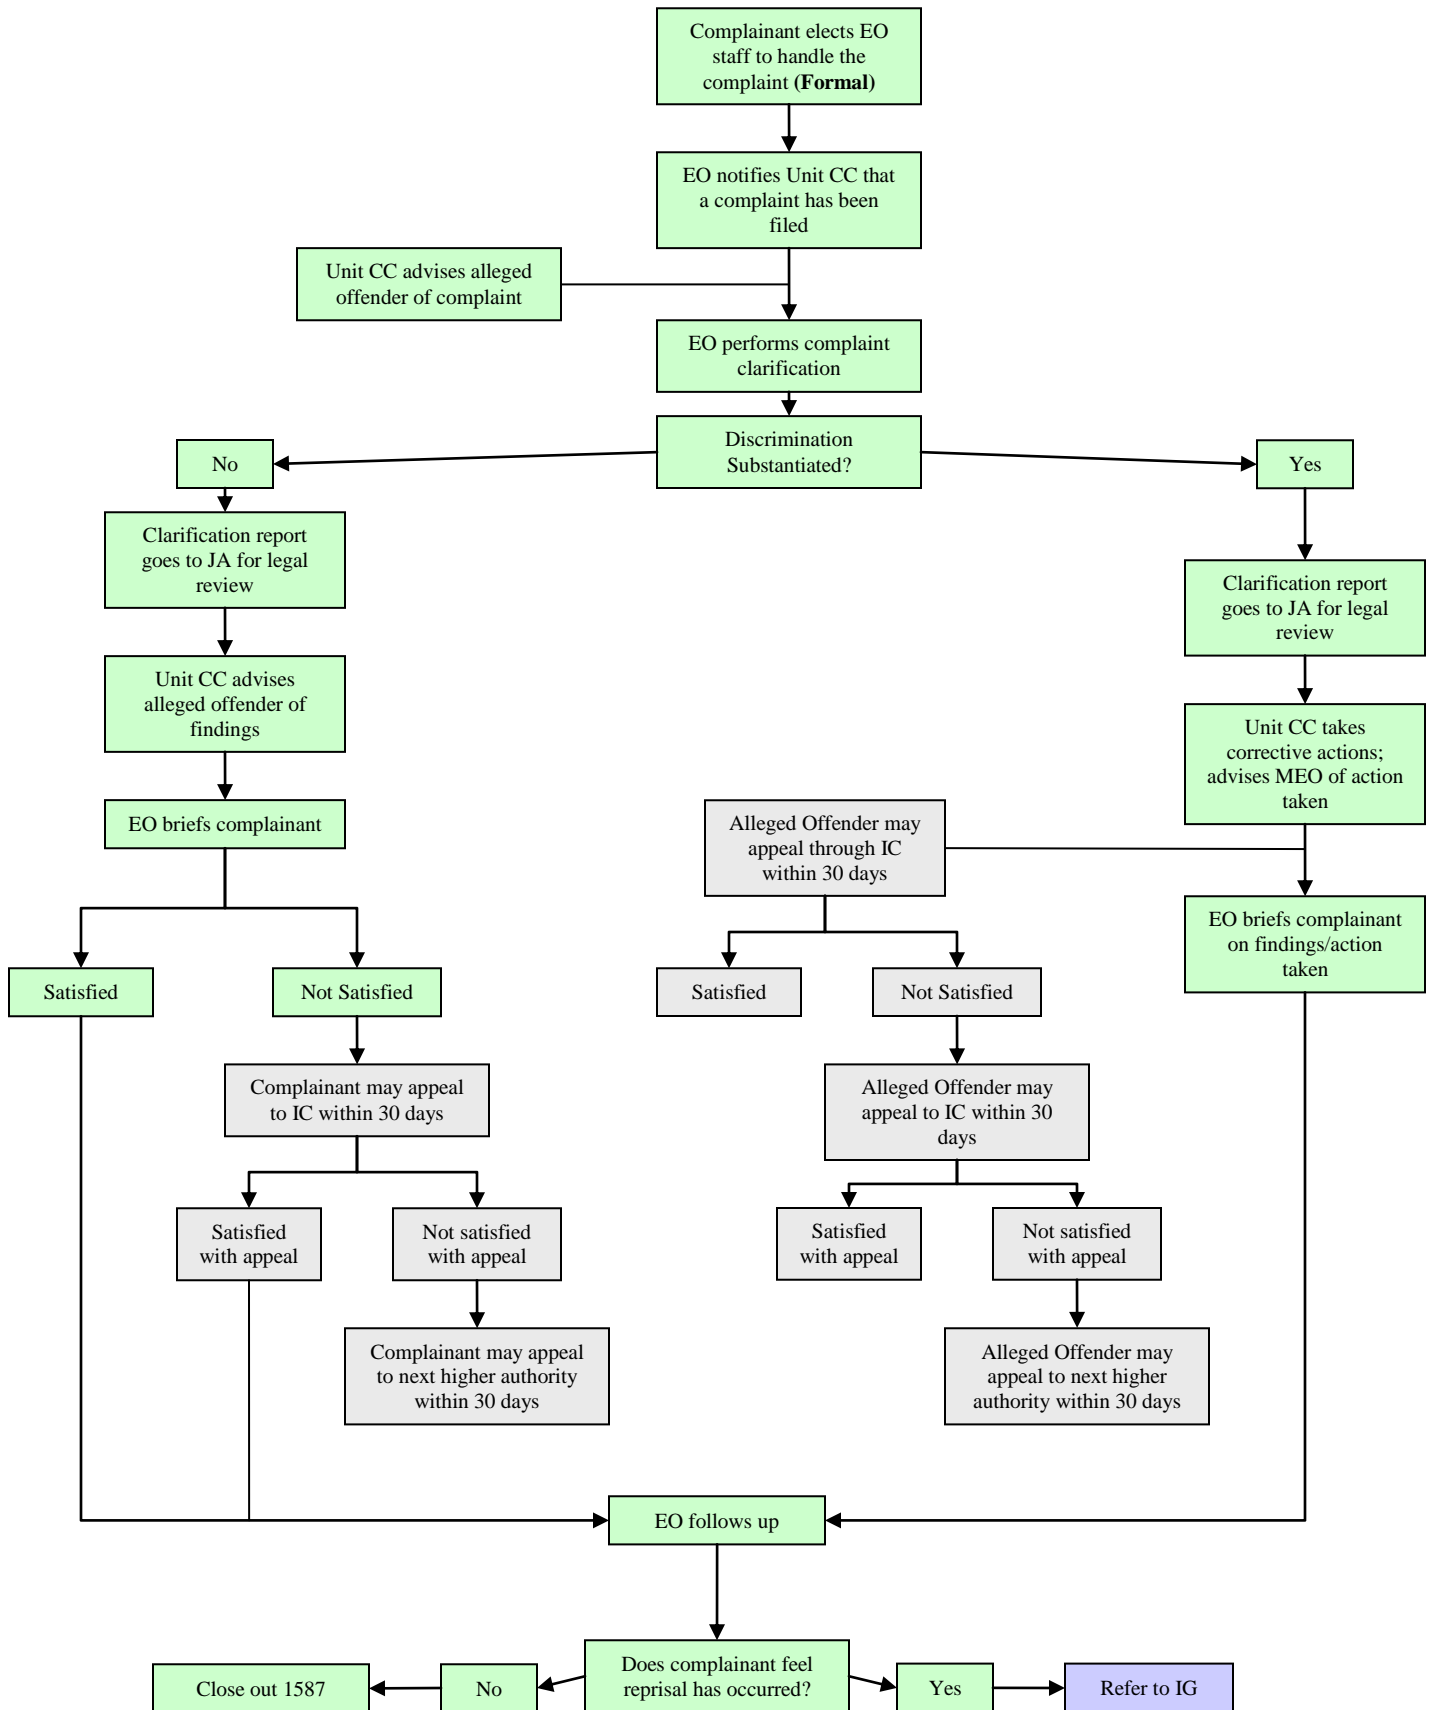 Complainant elects EO
staff to handle the
complaint (Formal)
EO notifies Unit CC that
a complaint has been
filed
Unit CC advises alleged
offender of complaint
EO performs complaint
clarification
Discrimination
Substantiated?
No
Yes
Clarification report
goes to JA for legal
review
Clarification report
goes to JA for legal
review
Unit CC advises
alleged offender of
findings
Unit CC takes
corrective actions;
advises MEO of action
taken
EO briefs complainant
Alleged Offender may
appeal through IC
within 30 days
EO briefs complainant
on findings/action
taken
Satisfied
Not Satisfied
Satisfied
Not Satisfied
Complainant may appeal
to IC within 30 days
Alleged Offender may
appeal to IC within 30
days
Satisfied
with appeal
Not satisfied
with appeal
Satisfied
with appeal
Not satisfied
with appeal
Complainant may appeal
to next higher authority
within 30 days
Alleged Offender may
appeal to next higher
authority within 30 days
EO follows up
Does complainant feel
reprisal has occurred?
Close out 1587
No
Yes
Refer to IG